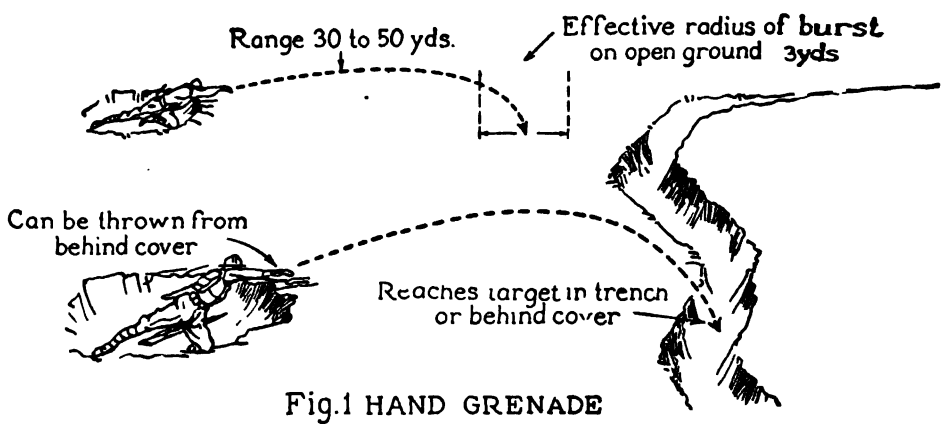 Range 30 to 50 yds.
Effective radius of burst
on open ground 3yds
Can be thrown from
behind cover
Reaches target in trench
or behind cover
Fig.1 HAND GRENADE